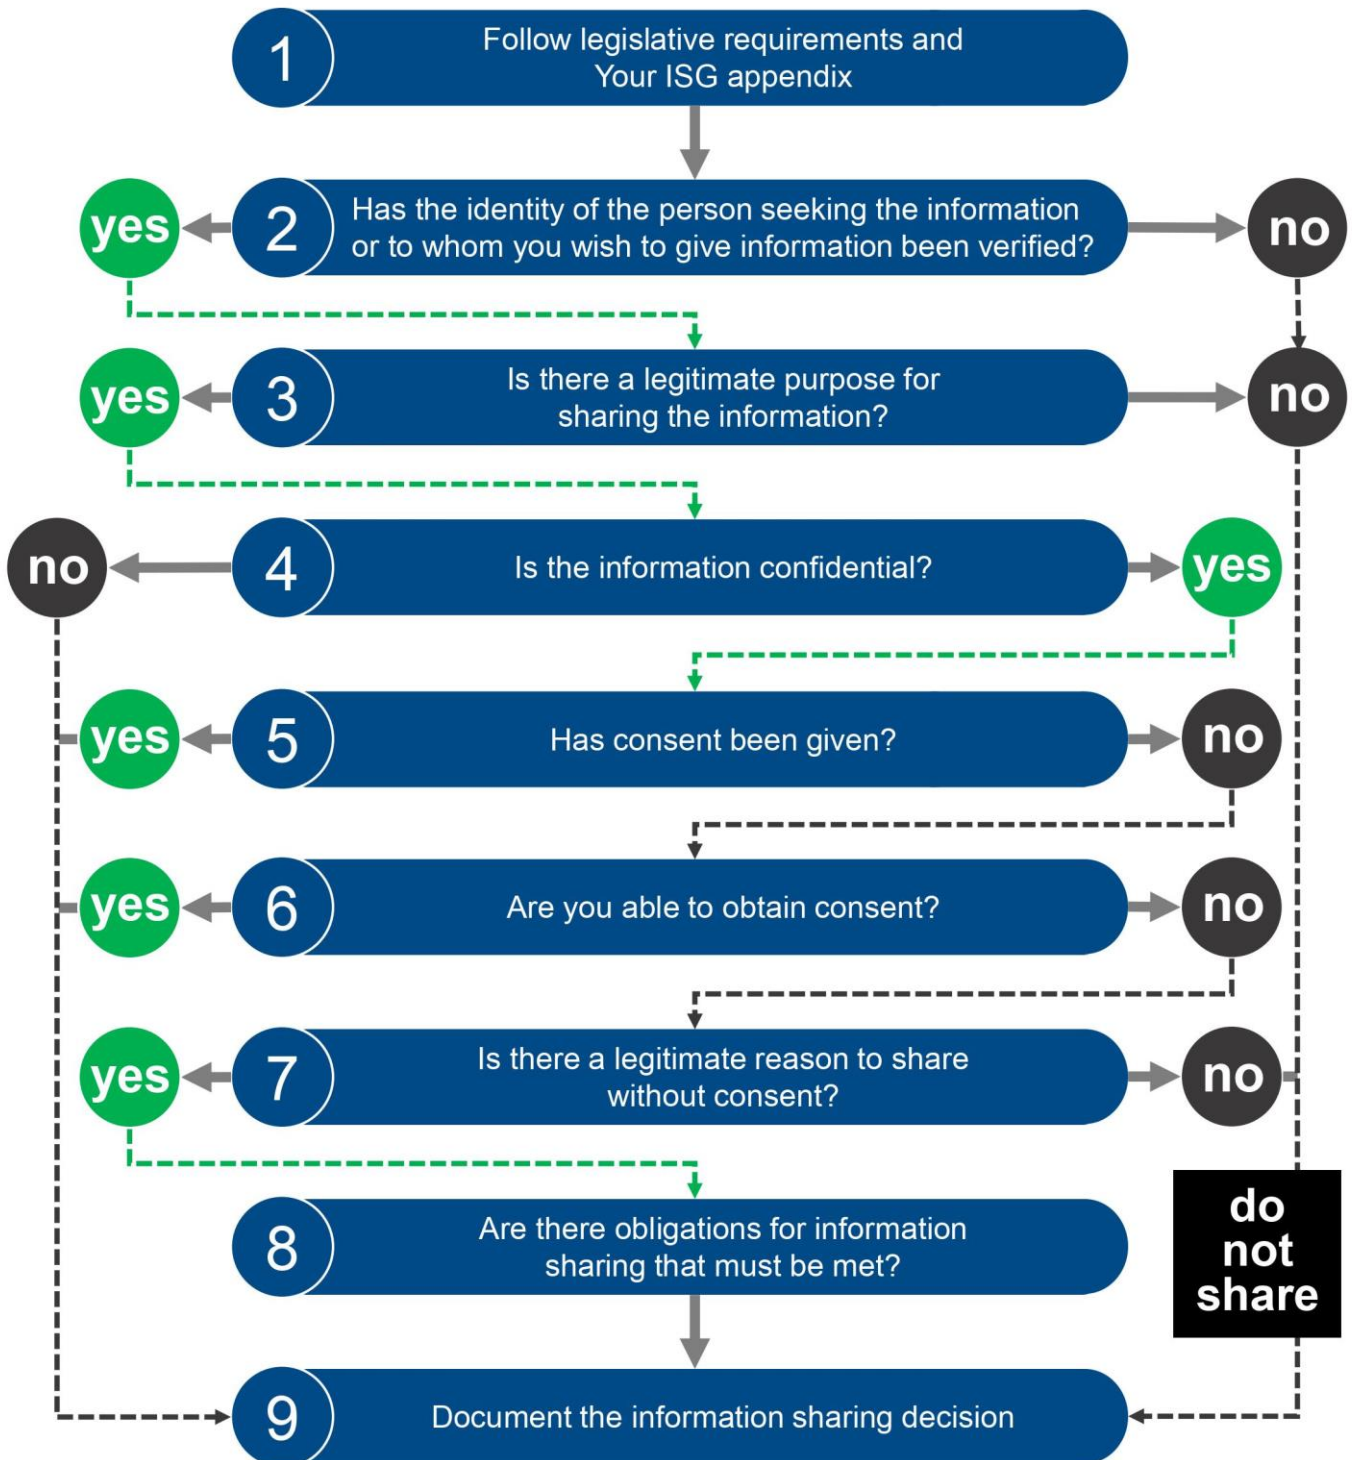 1
Follow legislative requirements and
Your ISG appendix
yes
2
Has the identity of the person seeking the information
or to whom you wish to give information been verified?
no
yes
3
Is there a legitimate purpose for
sharing the information?
no
no
4
Is the information confidential?
yes
yes
5
Has consent been given?
no
yes
6
Are you able to obtain consent?
no
yes
7
Is there a legitimate reason to share
without consent?
no
8
Are there obligations for information
sharing that must be met?
do
not
share
9
Document the information sharing decision